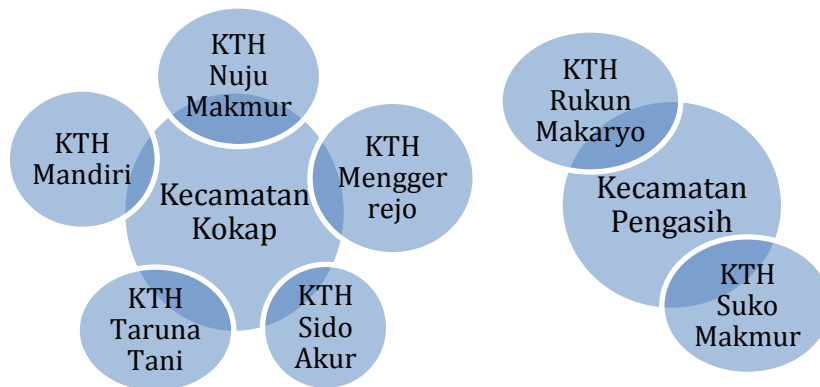 KTH
Nuju
Makmur
KTH
Mandiri
KTH
Mengger
rejo
Kecamatan
Kokap
KTH
Taruna
Tani
KTH
Sido
Akur
KTH
Rukun
Makaryo
Kecamatan
Pengasih
KTH
Suko
Makmur